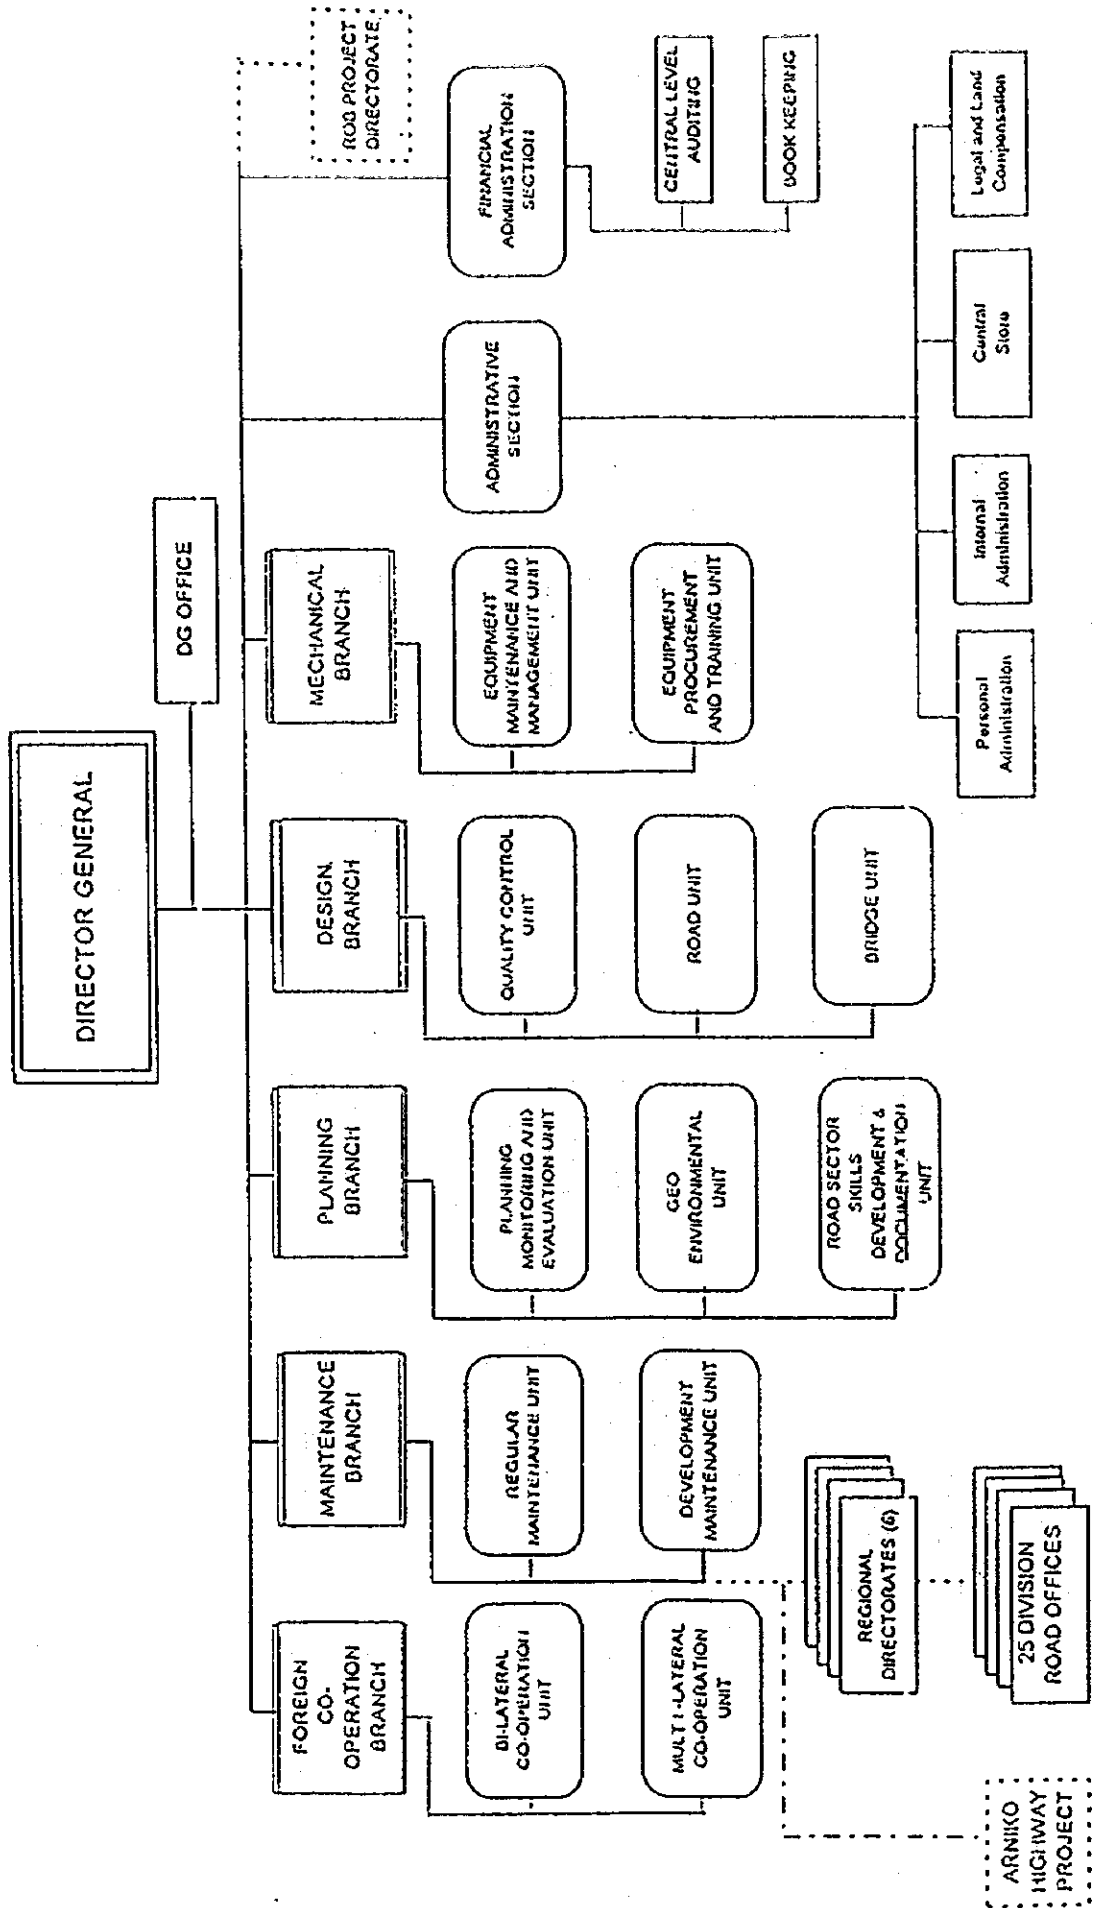 DIRECTOR GENERAL
DG OFFICE
FOREIGN
CO-
OPERATION
BRANCH
MAINTENANCE
BRANCH
PLANNING
BRANCH
DESIGN
BRANCH
MECHANICAL
BRANCH
ROB PROJECT
DIRECTORATE
BI-LATERAL
CO-OPERATION
UNIT
MULTI-LATERAL
CO-OPERATION
UNIT
REGULAR
MAINTENANCE UNIT
DEVELOPMENT
MAINTENANCE UNIT
REGIONAL
DIRECTORATES (6)
25 DIVISION
ROAD OFFICES
ARNIKO
HIGHWAY
PROJECT
PLANNING
MONITORING AND
EVALUATION UNIT
GEO
ENVIRONMENTAL
UNIT
ROAD SECTOR
SKILLS
DEVELOPMENT &
DOCUMENTATION
UNIT
QUALITY CONTROL
UNIT
ROAD UNIT
BRIDGE UNIT
EQUIPMENT
MAINTENANCE AND
MANAGEMENT UNIT
EQUIPMENT
PROCUREMENT
AND TRAINING UNIT
ADMINISTRATIVE
SECTION
FINANCIAL
ADMINISTRATION
SECTION
CENTRAL LEVEL
AUDITING
BOOK KEEPING
Personal
Administration
Internal
Administration
Central
Store
Legal and Land
Compensation